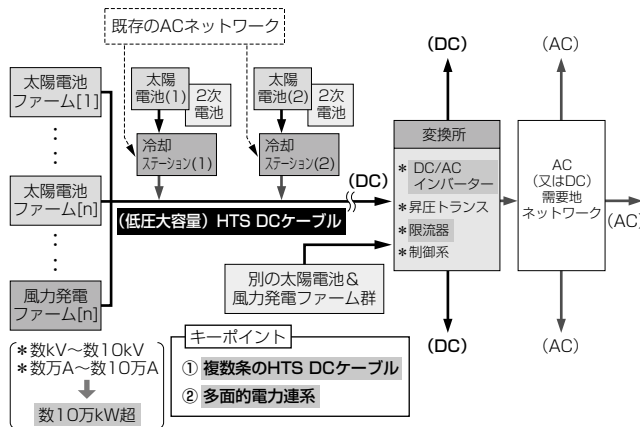 既存のACネットワーク
太陽電池
ファーム[1]
太陽
電池(1)
2次
電池
太陽
電池(2)
2次
電池
冷却
ステーション(1)
冷却
ステーション(2)
太陽電池
ファーム[n]
風力発電
ファーム[n]
(DC)
(低圧大容量) HTS DCケーブル
別の太陽電池&
風力発電ファーム群
(DC)
変換所
* DC/AC
インバーター
* 昇圧トランス
* 限流器
* 制御系
(DC)
(AC)
AC
(又はDC)
需要地
ネットワーク
(AC)
(AC)
* 数kV〜数10kV
* 数万A〜数10万A
数10万kW超
キーポイント
① 複数条のHTS DCケーブル
② 多面的電力連系